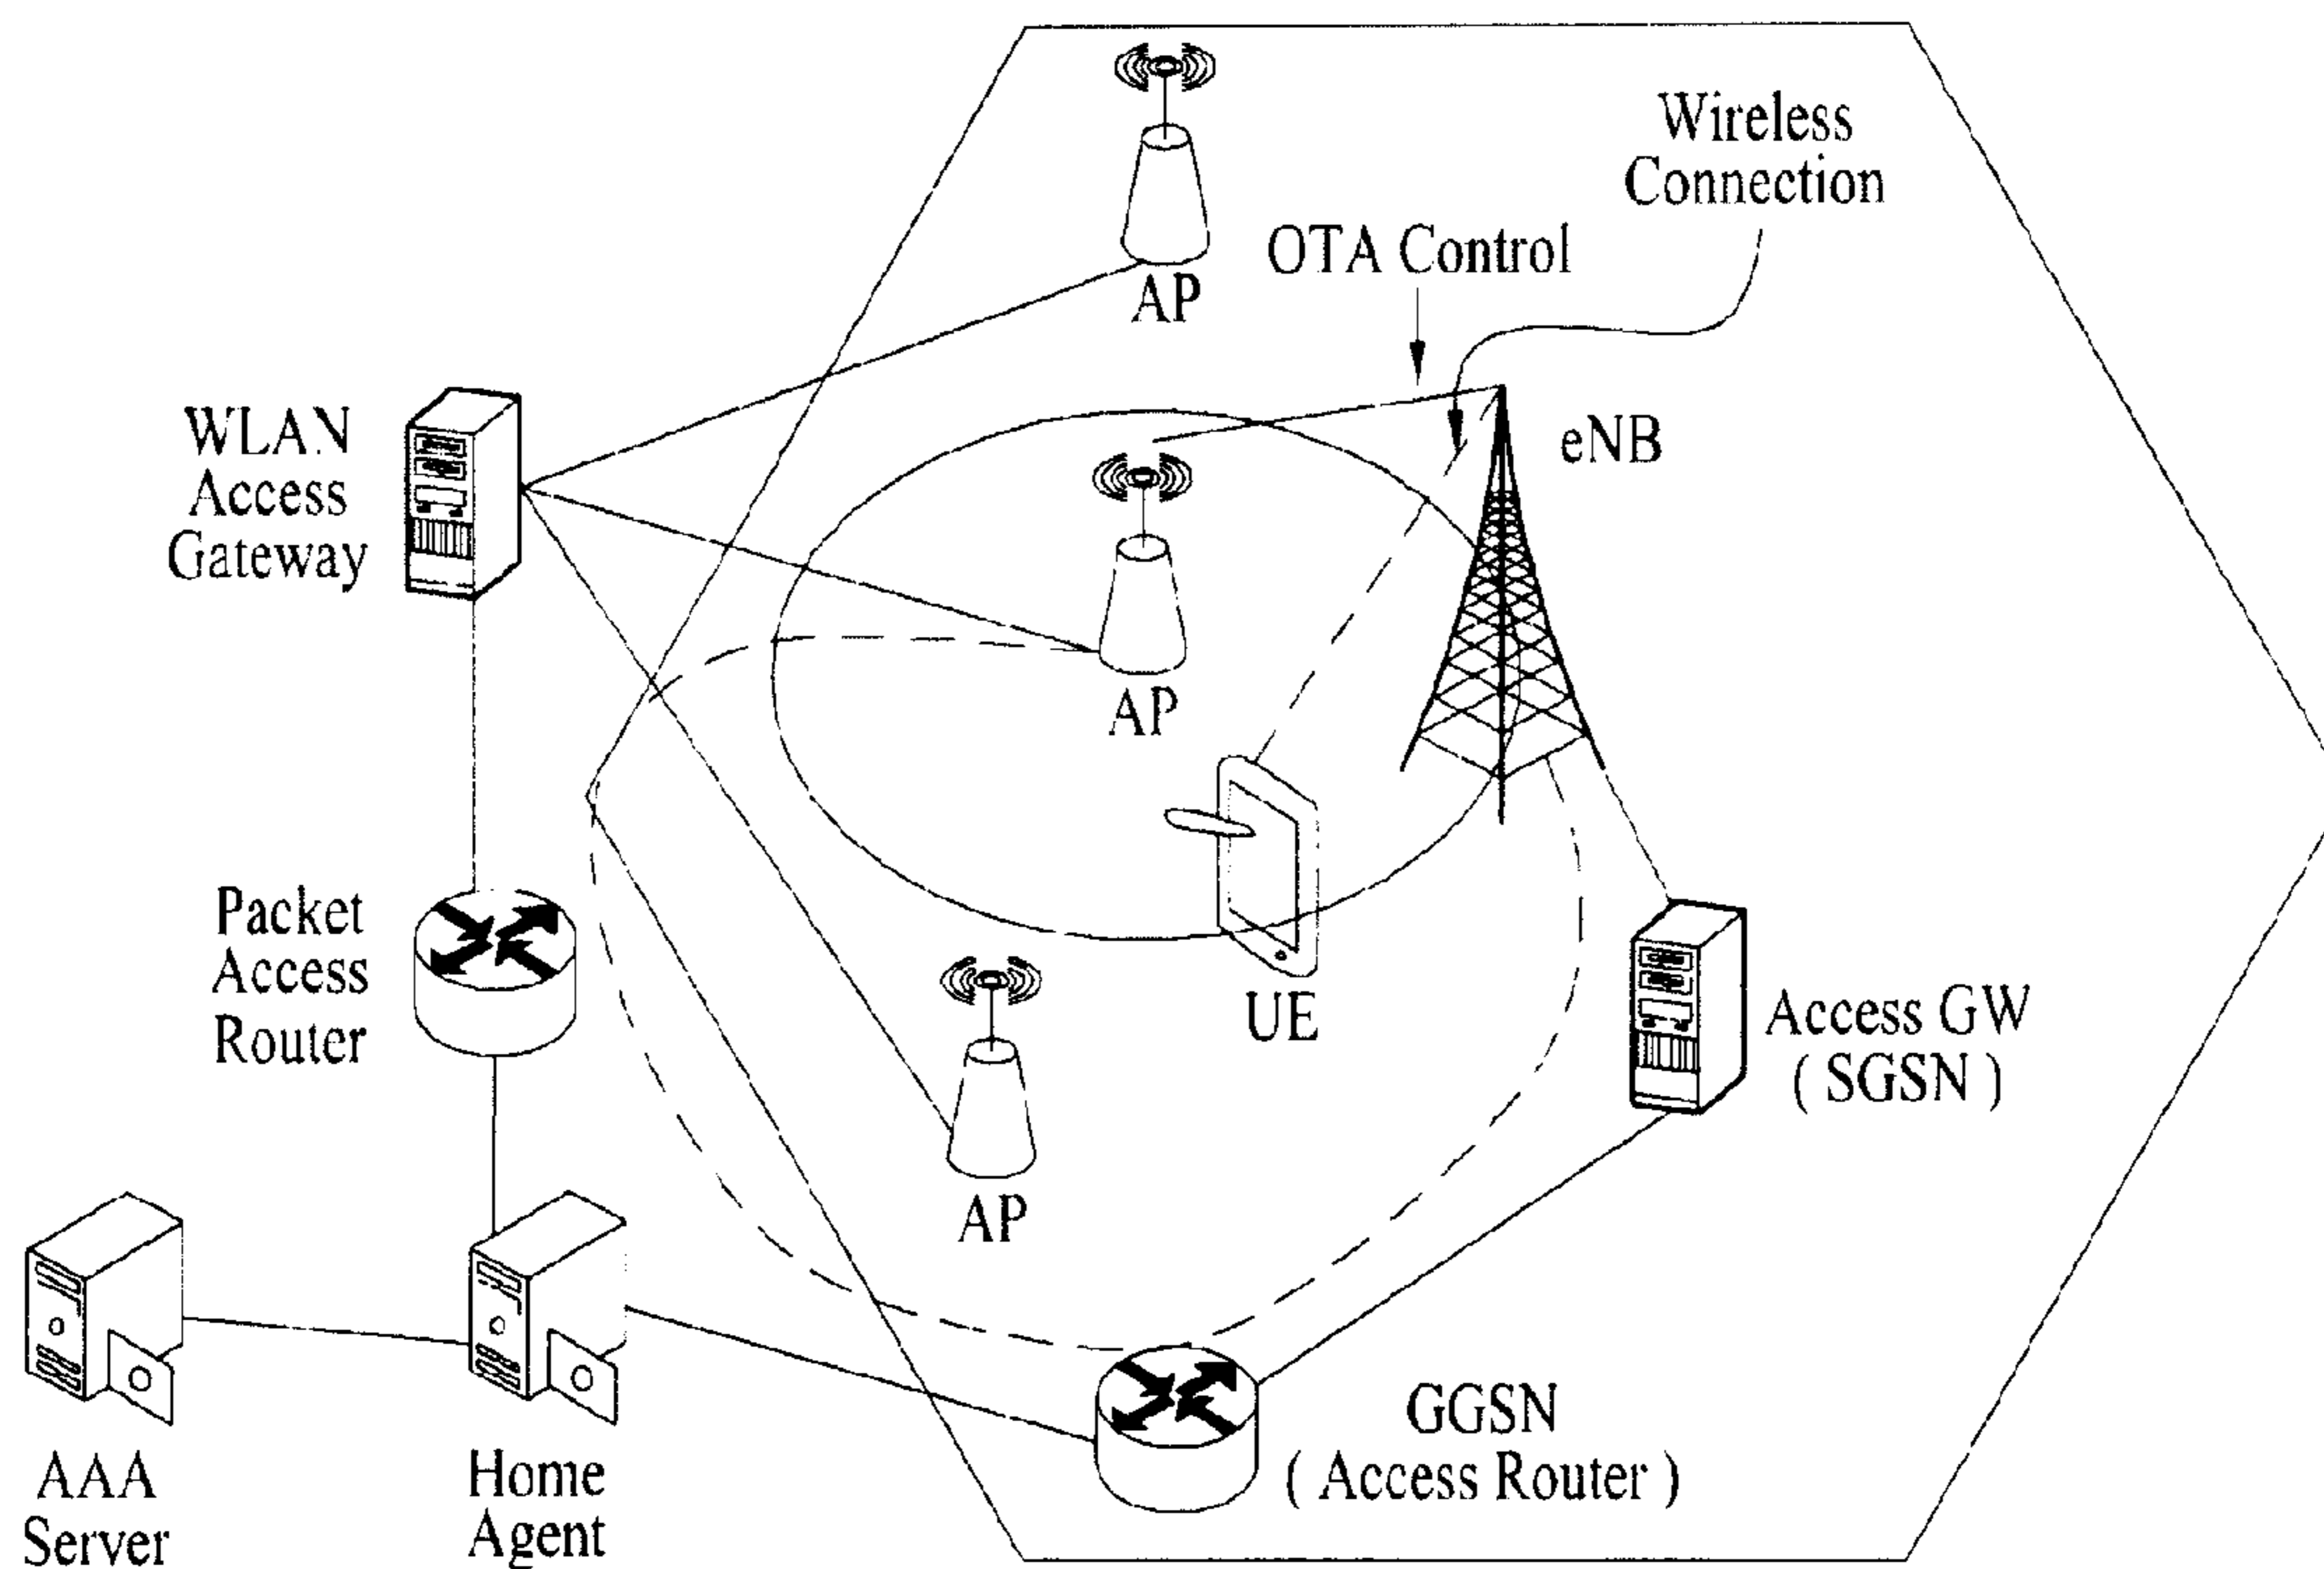 Wireless
Connection
OTA Control
AP
eNB
WLAN
Access
Gateway
AP
Packet
Access
Router
UE
Access GW
( SGSN )
AP
GGSN
( Access Router )
AAA
Server
Home
Agent